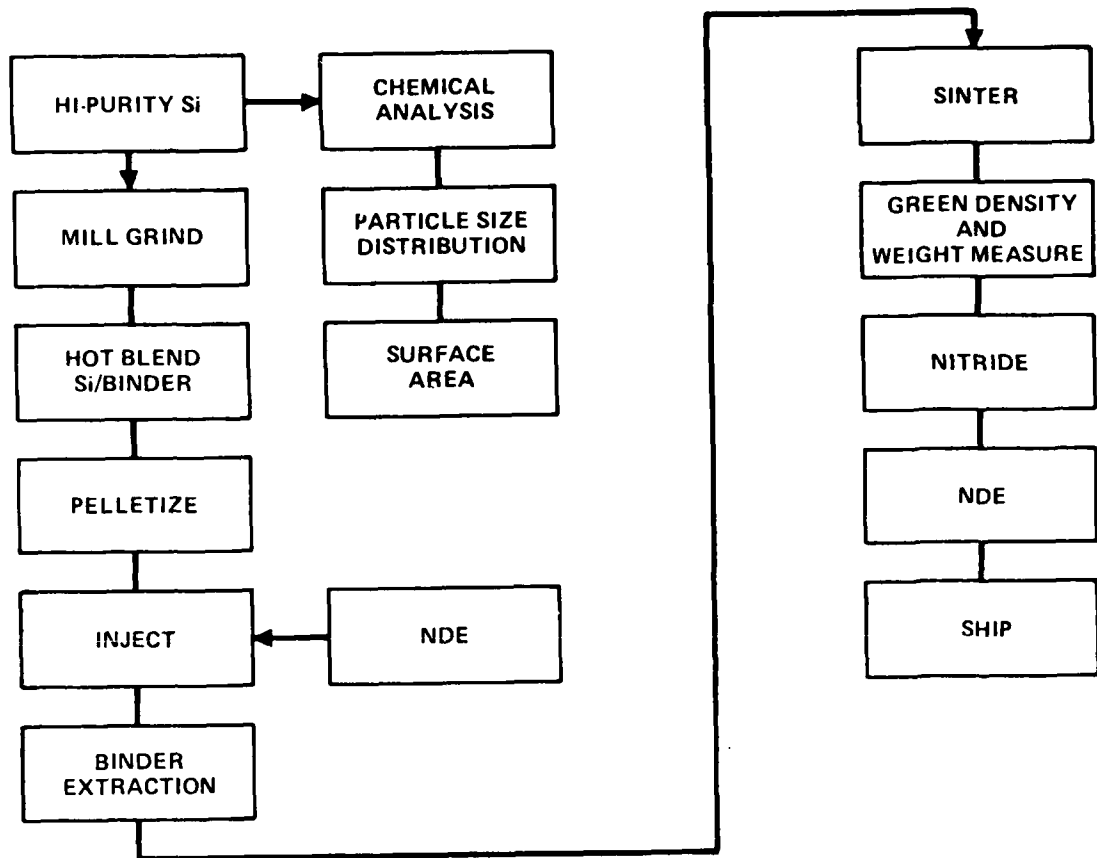 HI-PURITY Si
CHEMICAL
ANALYSIS
MILL GRIND
PARTICLE SIZE
DISTRIBUTION
HOT BLEND
Si/BINDER
SURFACE
AREA
PELLETIZE
INJECT
NDE
BINDER
EXTRACTION
SINTER
GREEN DENSITY
AND
WEIGHT MEASURE
NITRIDE
NDE
SHIP